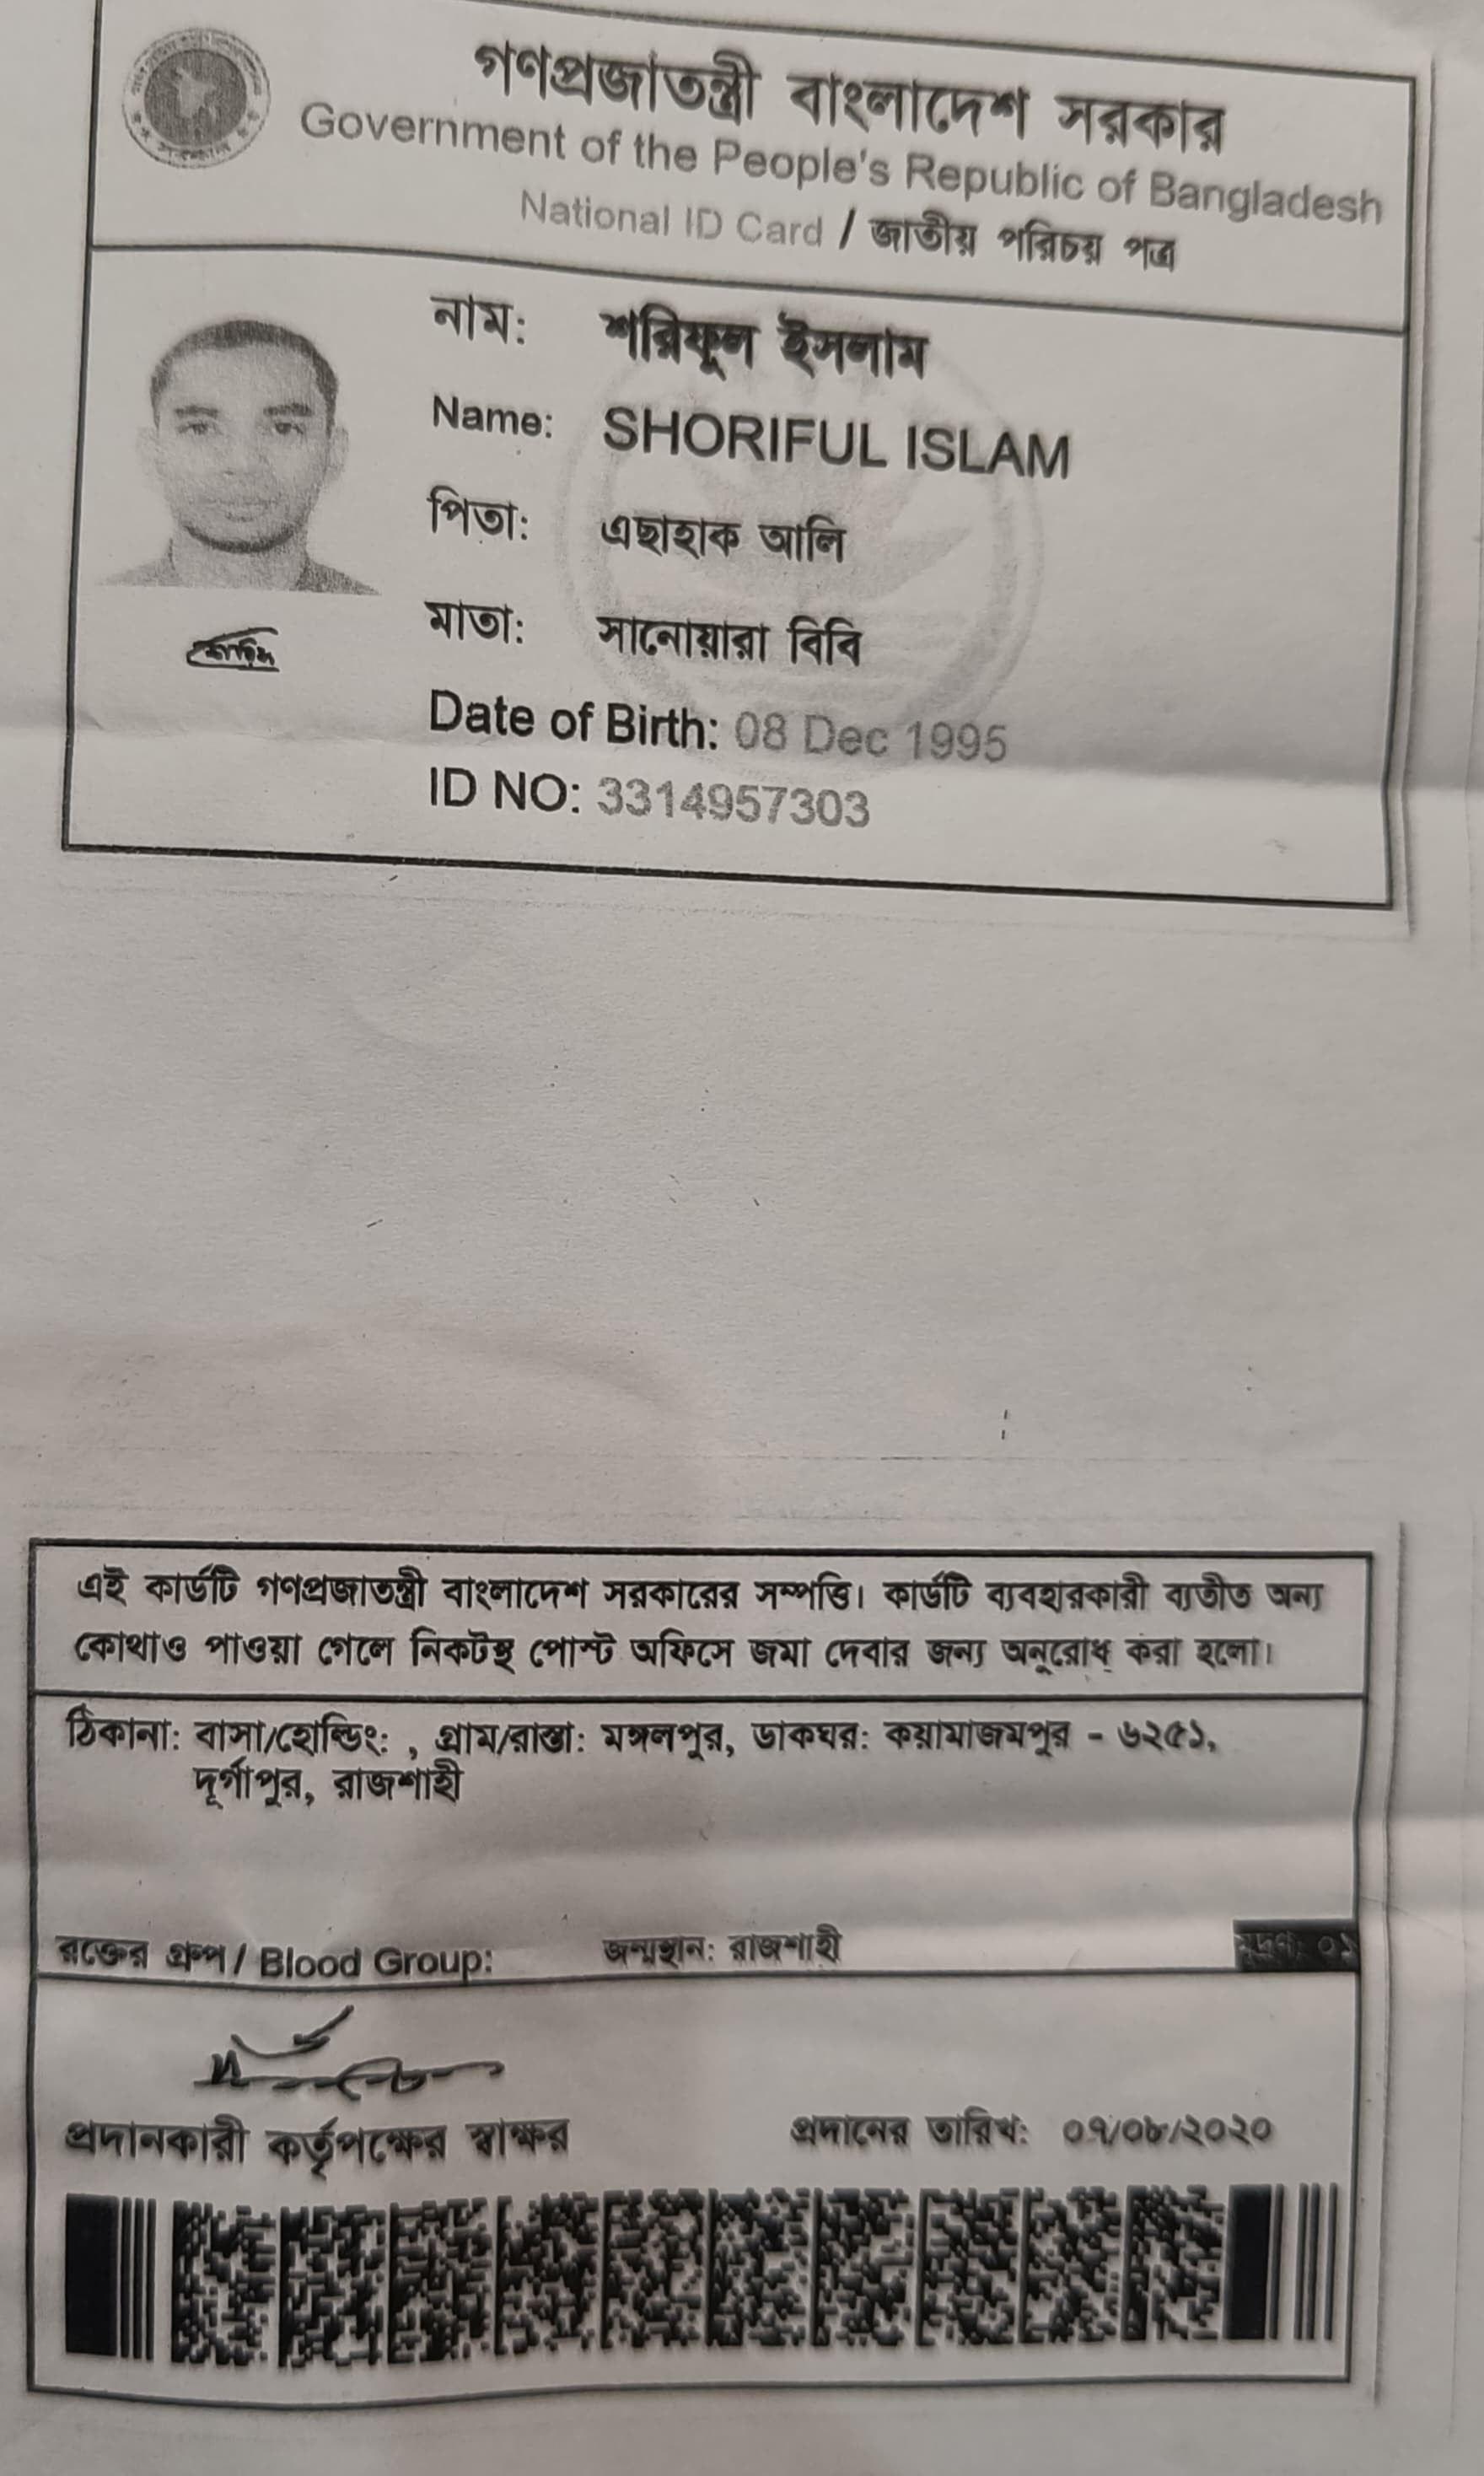 গণপ্রজাতন্ত্রী বাংলাদেশ সরকার
Government of the People's Republic of Bangladesh
National ID Card / জাতীয় পরিচয় পত্র
নাম: শরিফুল ইসলাম
Name: SHORIFUL ISLAM
পিতা: এছাহাক আলি
মাতা: সানোয়ারা বিবি
Date of Birth: 08 Dec 1995
ID NO: 3314957303
এই কার্ডটি গণপ্রজাতন্ত্রী বাংলাদেশ সরকারের সম্পত্তি। কার্ডটি ব্যবহারকারী ব্যতীত অন্য
কোথাও পাওয়া গেলে নিকটস্থ পোস্ট অফিসে জমা দেবার জন্য অনুরোধ করা হলো।
ঠিকানা: বাসা/হোল্ডিং: , গ্রাম/রাস্তা: মঙ্গলপুর, ডাকঘর: কয়ামাজমপুর - ৬২৫১,
দূর্গাপুর, রাজশাহী
রক্তের গ্রুপ / Blood Group: জন্মস্থান: রাজশাহী মুদ্রণ: ০১
প্রদানকারী কর্তৃপক্ষের স্বাক্ষর প্রদানের তারিখ: ০৭/০৮/২০২০